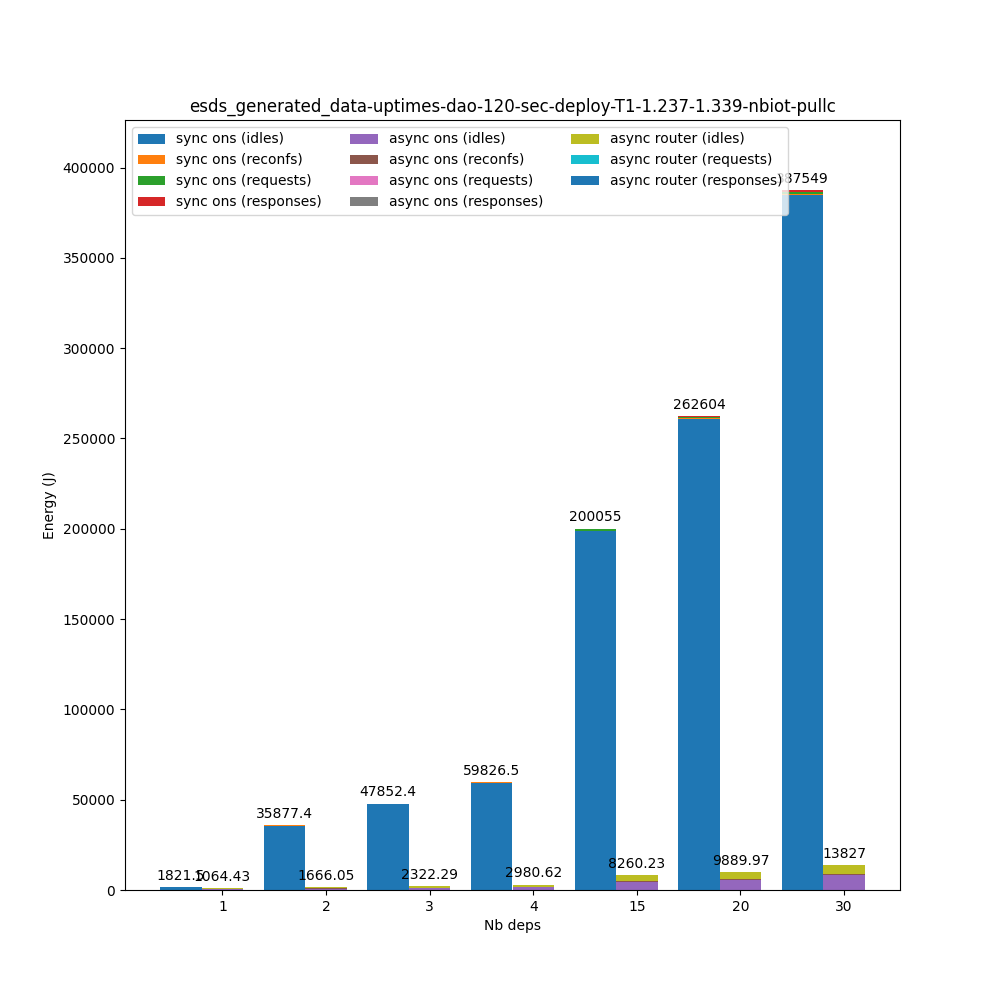 esds_generated_data-uptimes-dao-120-sec-deploy-T1-1.237-1.339-nbiot-pullc
sync ons (idles)
sync ons (reconfs)
sync ons (requests)
sync ons (responses)
async ons (idles)
async ons (reconfs)
async ons (requests)
async ons (responses)
async router (idles)
async router (requests)
async router (responses)
Energy (J)
400000
350000
300000
250000
200000
150000
100000
50000
0
1064.43
35877.4
1666.05
47852.4
2322.29
59826.5
2980.62
200055
8260.23
262604
9889.97
387549
13827
1
2
3
4
15
20
30
Nb deps